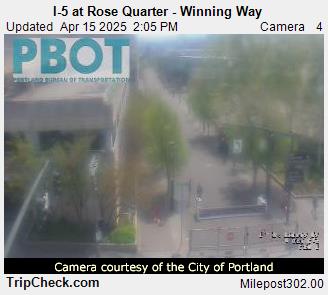 I-5 at Rose Quarter - Winning Way
Updated Apr 15 2025 2:05 PM Camera 4
PBOT
PORTLAND BUREAU OF TRANSPORTATION
Camera courtesy of the City of Portland
TripCheck.com Milepost302.00